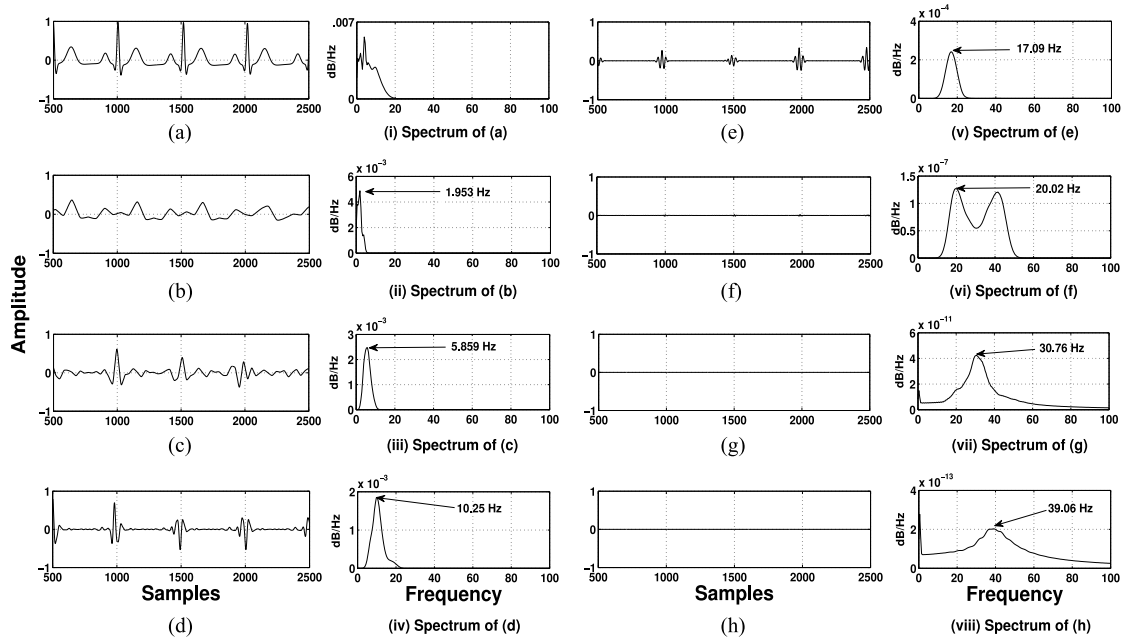 1
0
−1
500 1000 1500 2000 2500
(a)
.007
dB/Hz
0
0 20 40 60 80 100
(i) Spectrum of (a)
1
0
−1
500 1000 1500 2000 2500
(e)
x 10⁻⁴
4
2
0
dB/Hz
17.09 Hz
0 20 40 60 80 100
(v) Spectrum of (e)
Amplitude
1
0
−1
500 1000 1500 2000 2500
(b)
x 10⁻³
6
4
2
0
dB/Hz
1.953 Hz
0 20 40 60 80 100
(ii) Spectrum of (b)
1
0
−1
500 1000 1500 2000 2500
(f)
x 10⁻⁷
1.5
1
0.5
0
dB/Hz
20.02 Hz
0 20 40 60 80 100
(vi) Spectrum of (f)
1
0
−1
500 1000 1500 2000 2500
(c)
x 10⁻³
3
2
1
0
dB/Hz
5.859 Hz
0 20 40 60 80 100
(iii) Spectrum of (c)
1
0
−1
500 1000 1500 2000 2500
(g)
x 10⁻¹¹
6
4
2
0
dB/Hz
30.76 Hz
0 20 40 60 80 100
(vii) Spectrum of (g)
1
0
−1
500 1000 1500 2000 2500
Samples
(d)
x 10⁻³
2
1
0
dB/Hz
10.25 Hz
0 20 40 60 80 100
Frequency
(iv) Spectrum of (d)
1
0
−1
500 1000 1500 2000 2500
Samples
(h)
x 10⁻¹³
4
2
0
dB/Hz
39.06 Hz
0 20 40 60 80 100
Frequency
(viii) Spectrum of (h)